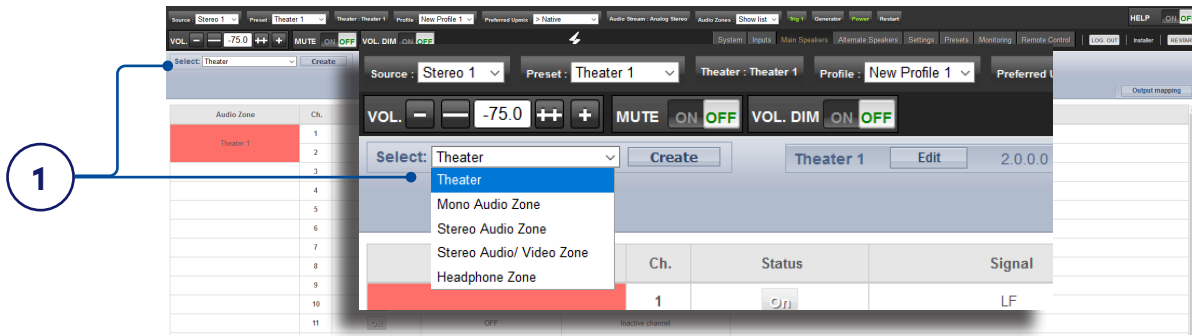 Source : Stereo 1 Preset : Theater 1 Theater : Theater 1 Profile : New Profile 1 Preferred Upmix : > Native Audio Stream : Analog Stereo Audio Zones : Show list Trig 1 Generator Power Restart HELP ON OFF
VOL. -75.0 ++ + MUTE ON OFF VOL. DIM ON OFF System Inputs Main Speakers Alternate Speakers Settings Presets Monitoring Remote Control LOG OUT Installer RESTAR
Select: Theater Create
Output mapping
Audio Zone Ch.
Theater 1
1
2
3
4
5
6
7
8
9
10
11 On OFF Inactive channel
1
Source : Stereo 1 Preset : Theater 1 Theater : Theater 1 Profile : New Profile 1 Preferred
VOL. -75.0 ++ + MUTE ON OFF VOL. DIM ON OFF
Select: Theater Create Theater 1 Edit 2.0.0.0
Theater
Mono Audio Zone
Stereo Audio Zone
Stereo Audio/ Video Zone
Headphone Zone
Ch. Status Signal
1 On LF